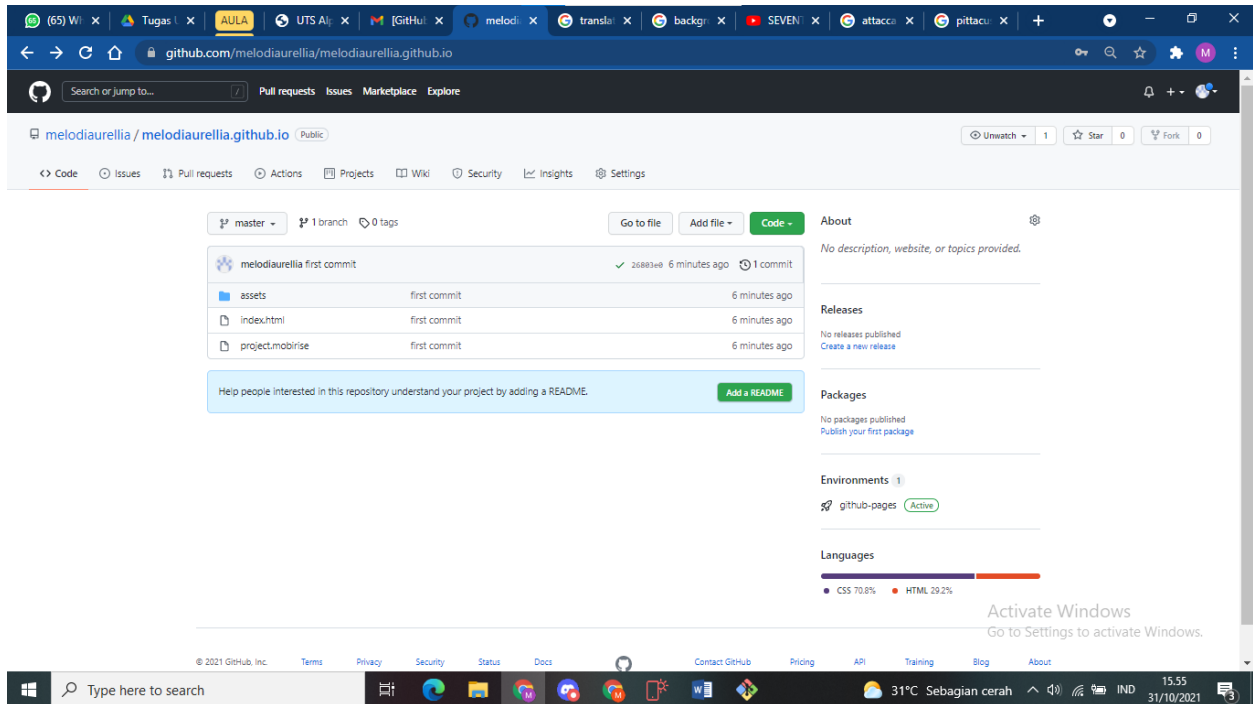 (65) Wh
Tugas U
AULA
UTS Alp
[GitHub
melodi
translat
backgr
SEVENT
attacca
pittacu
github.com/melodiaurellia/melodiaurellia.github.io
M
Search or jump to...
/
Pull requests Issues Marketplace Explore
melodiaurellia / melodiaurellia.github.io Public
Unwatch 1
Star 0
Fork 0
<> Code
Issues
Pull requests
Actions
Projects
Wiki
Security
Insights
Settings
master
1 branch
0 tags
Go to file
Add file
Code
melodiaurellia first commit
26803e0 6 minutes ago
1 commit
assets first commit 6 minutes ago
index.html first commit 6 minutes ago
project.mobirise first commit 6 minutes ago
Help people interested in this repository understand your project by adding a README.
Add a README
About
No description, website, or topics provided.
Releases
No releases published
Create a new release
Packages
No packages published
Publish your first package
Environments 1
github-pages Active
Languages
CSS 70.8% HTML 29.2%
Activate Windows
Go to Settings to activate Windows.
© 2021 GitHub, Inc. Terms Privacy Security Status Docs Contact GitHub Pricing API Training Blog About
Type here to search
31°C Sebagian cerah
IND
15.55
31/10/2021
3